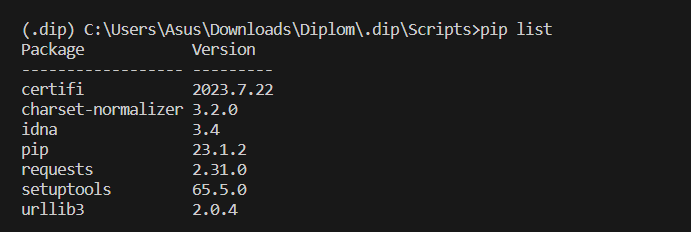 (.dip) C:\Users\Asus\Downloads\Diplom\.dip\Scripts>pip list
Package            Version
------------------ ---------
certifi            2023.7.22
charset-normalizer 3.2.0
idna               3.4
pip                23.1.2
requests           2.31.0
setuptools         65.5.0
urllib3            2.0.4